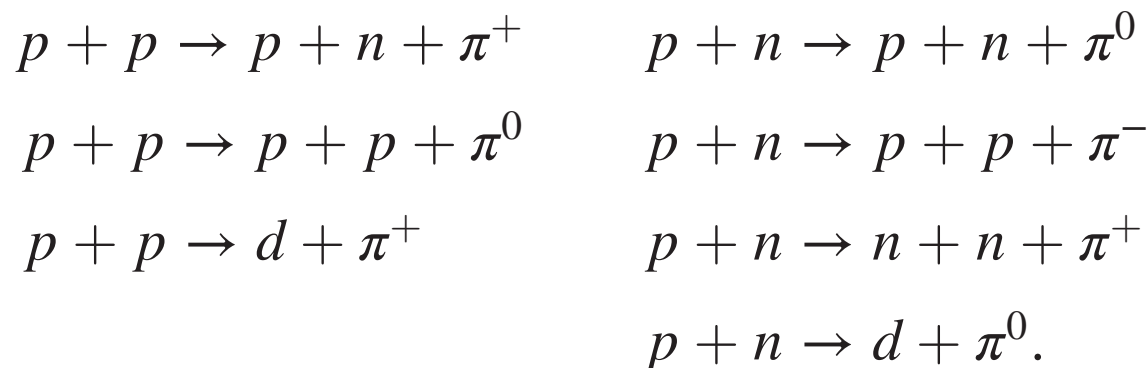 p + p → p + n + π⁺
p + p → p + p + π⁰
p + p → d + π⁺
p + n → p + n + π⁰
p + n → p + p + π⁻
p + n → n + n + π⁺
p + n → d + π⁰.